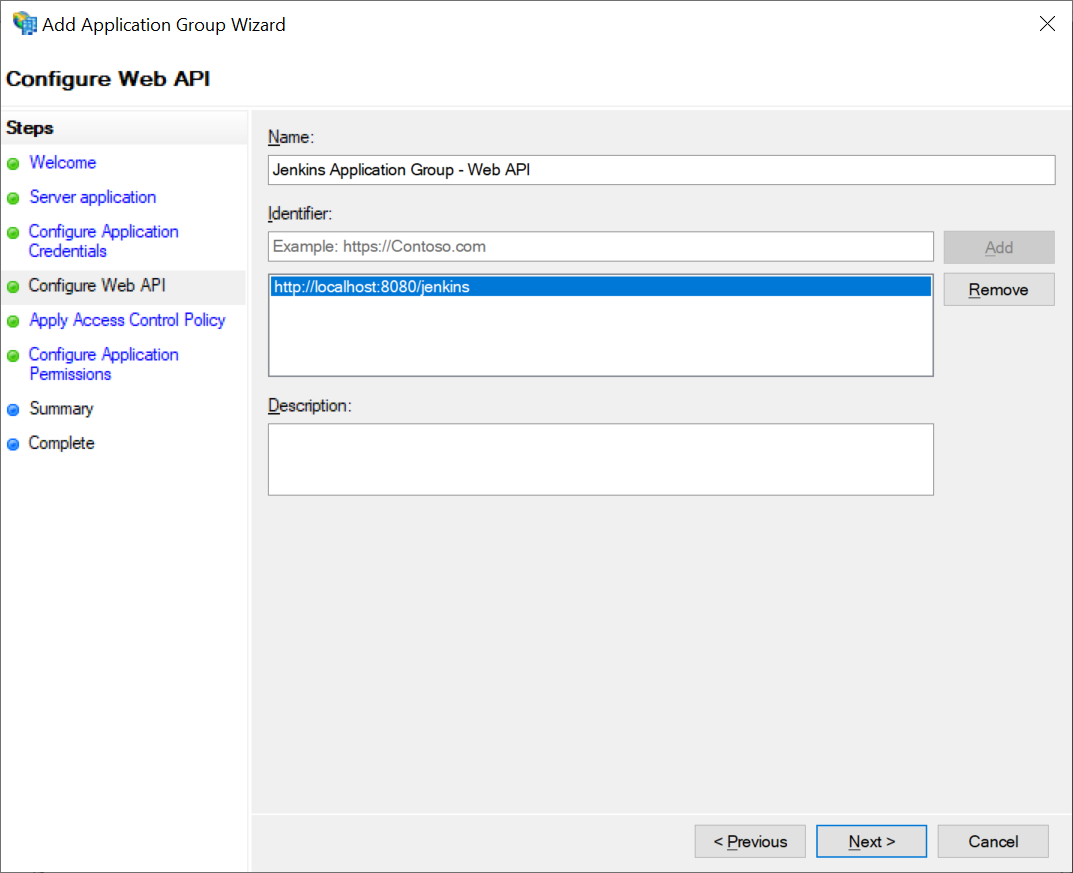 Add Application Group Wizard
Configure Web API
Steps
Welcome
Server application
Configure Application
Credentials
Configure Web API
Apply Access Control Policy
Configure Application
Permissions
Summary
Complete
Name:
Jenkins Application Group - Web API
Identifier:
Example: https://Contoso.com
Add
http://localhost:8080/jenkins
Remove
Description:
< Previous
Next >
Cancel